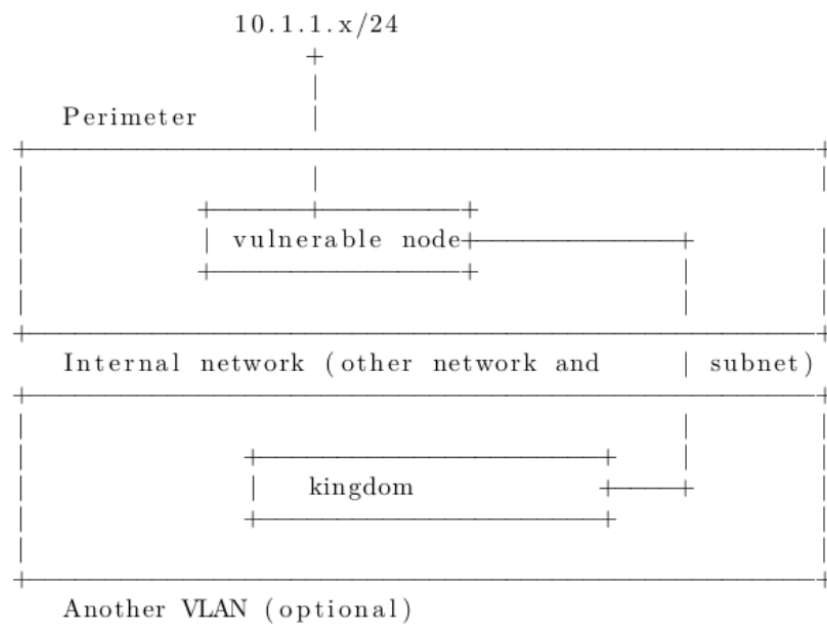 10.1.1.x/24
Perimeter
vulnerable node
Internal network (other network and | subnet)
kingdom
Another VLAN (optional)